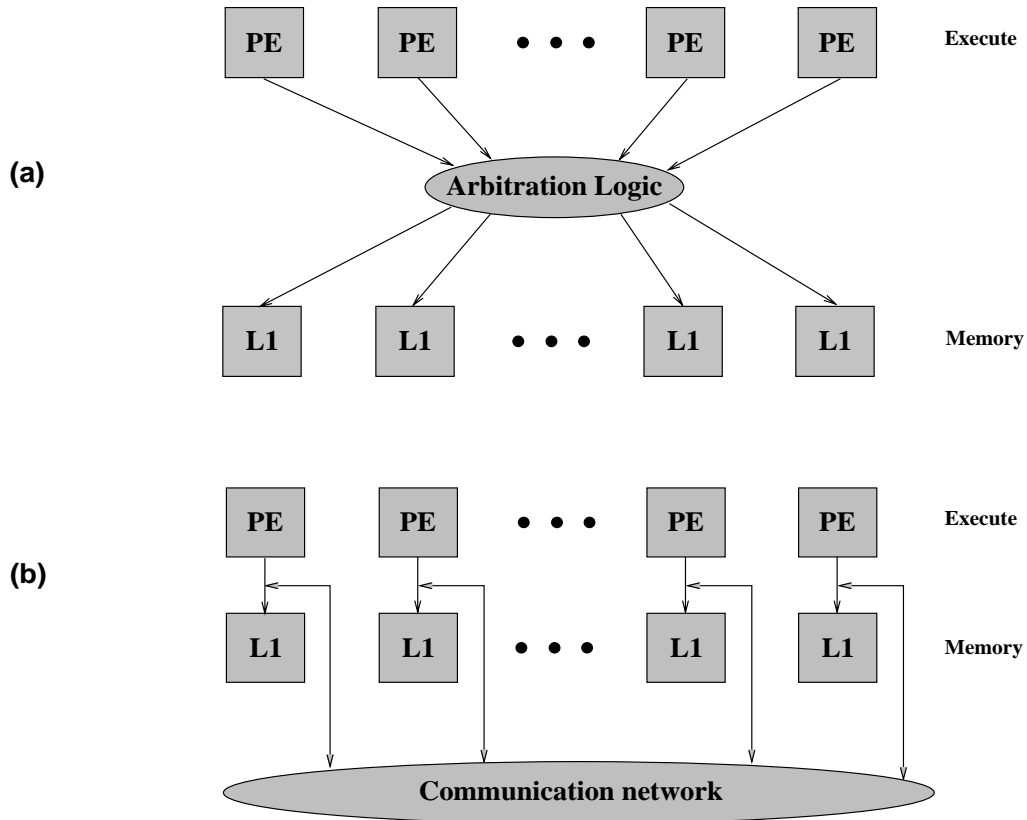 PE PE PE PE Execute
(a)
Arbitration Logic
L1 L1 L1 L1 Memory
PE PE PE PE Execute
(b)
L1 L1 L1 L1 Memory
Communication network